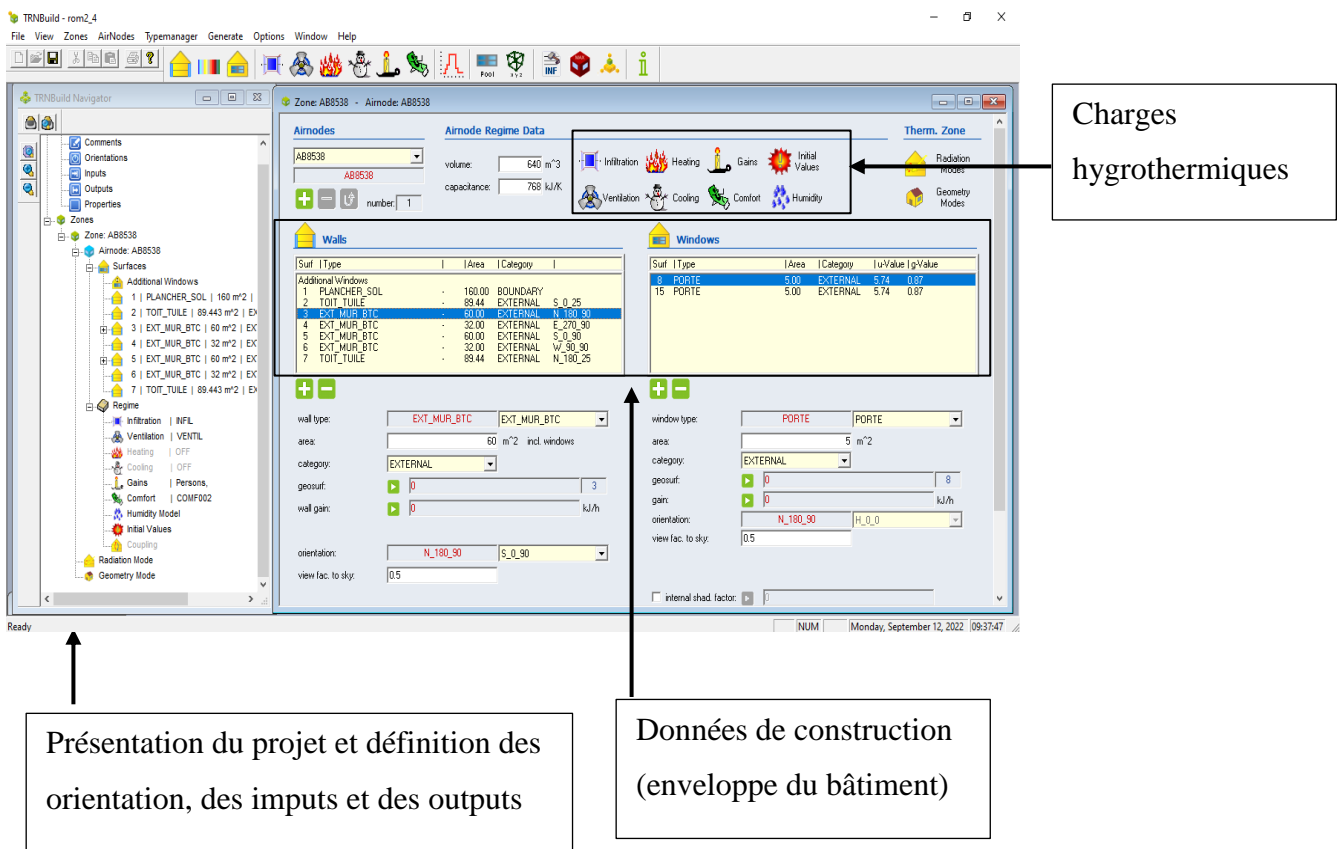 TRNBuild - rom2_4
File View Zones AirNodes Typemanager Generate Options Window Help
Pool
x y z
INF
TRNBuild Navigator
Comments
Orientations
Inputs
Outputs
Properties
Zones
Zone: AB8538
Airnode: AB8538
Surfaces
Additional Windows
1 | PLANCHER_SOL | 160 m^2 |
2 | TOIT_TUILE | 89.443 m^2 | EX
3 | EXT_MUR_BTC | 60 m^2 | EX
4 | EXT_MUR_BTC | 32 m^2 | EX
5 | EXT_MUR_BTC | 60 m^2 | EX
6 | EXT_MUR_BTC | 32 m^2 | EX
7 | TOIT_TUILE | 89.443 m^2 | EX
Regime
Infiltration | INFIL
Ventilation | VENTIL
Heating | OFF
Cooling | OFF
Gains | Persons,
Comfort | COMF002
Humidity Model
Initial Values
Coupling
Radiation Mode
Geometry Mode
Zone: AB8538 - Airnode: AB8538
Airnodes
AB8538
AB8538
number: 1
Airnode Regime Data
volume: 640 m^3
capacitance: 768 kJ/K
Infiltration Heating Gains Initial Values
Ventilation Cooling Comfort Humidity
Therm. Zone
Radiation Modes
Geometry Modes
Walls
Surf | Type | | Area | Category |
Additional Windows
1 PLANCHER_SOL - 160.00 BOUNDARY
2 TOIT_TUILE - 89.44 EXTERNAL S_0_25
3 EXT_MUR_BTC - 60.00 EXTERNAL N_180_90
4 EXT_MUR_BTC - 32.00 EXTERNAL E_270_90
5 EXT_MUR_BTC - 60.00 EXTERNAL S_0_90
6 EXT_MUR_BTC - 32.00 EXTERNAL W_90_90
7 TOIT_TUILE - 89.44 EXTERNAL N_180_25
wall type: EXT_MUR_BTC EXT_MUR_BTC
area: 60 m^2 incl. windows
category: EXTERNAL
geosurf: 0 3
wall gain: 0 kJ/h
orientation: N_180_90 S_0_90
view fac. to sky: 0.5
Windows
Surf | Type | Area | Category | u-Value | g-Value
8 PORTE 5.00 EXTERNAL 5.74 0.87
15 PORTE 5.00 EXTERNAL 5.74 0.87
window type: PORTE PORTE
area: 5 m^2
category: EXTERNAL
geosurf: 0 8
gain: 0 kJ/h
orientation: N_180_90 H_0_0
view fac. to sky: 0.5
internal shad. factor: 0
Ready
NUM Monday, September 12, 2022 09:37:47
Charges
hygrothermiques
Présentation du projet et définition des
orientation, des imputs et des outputs
Données de construction
(enveloppe du bâtiment)